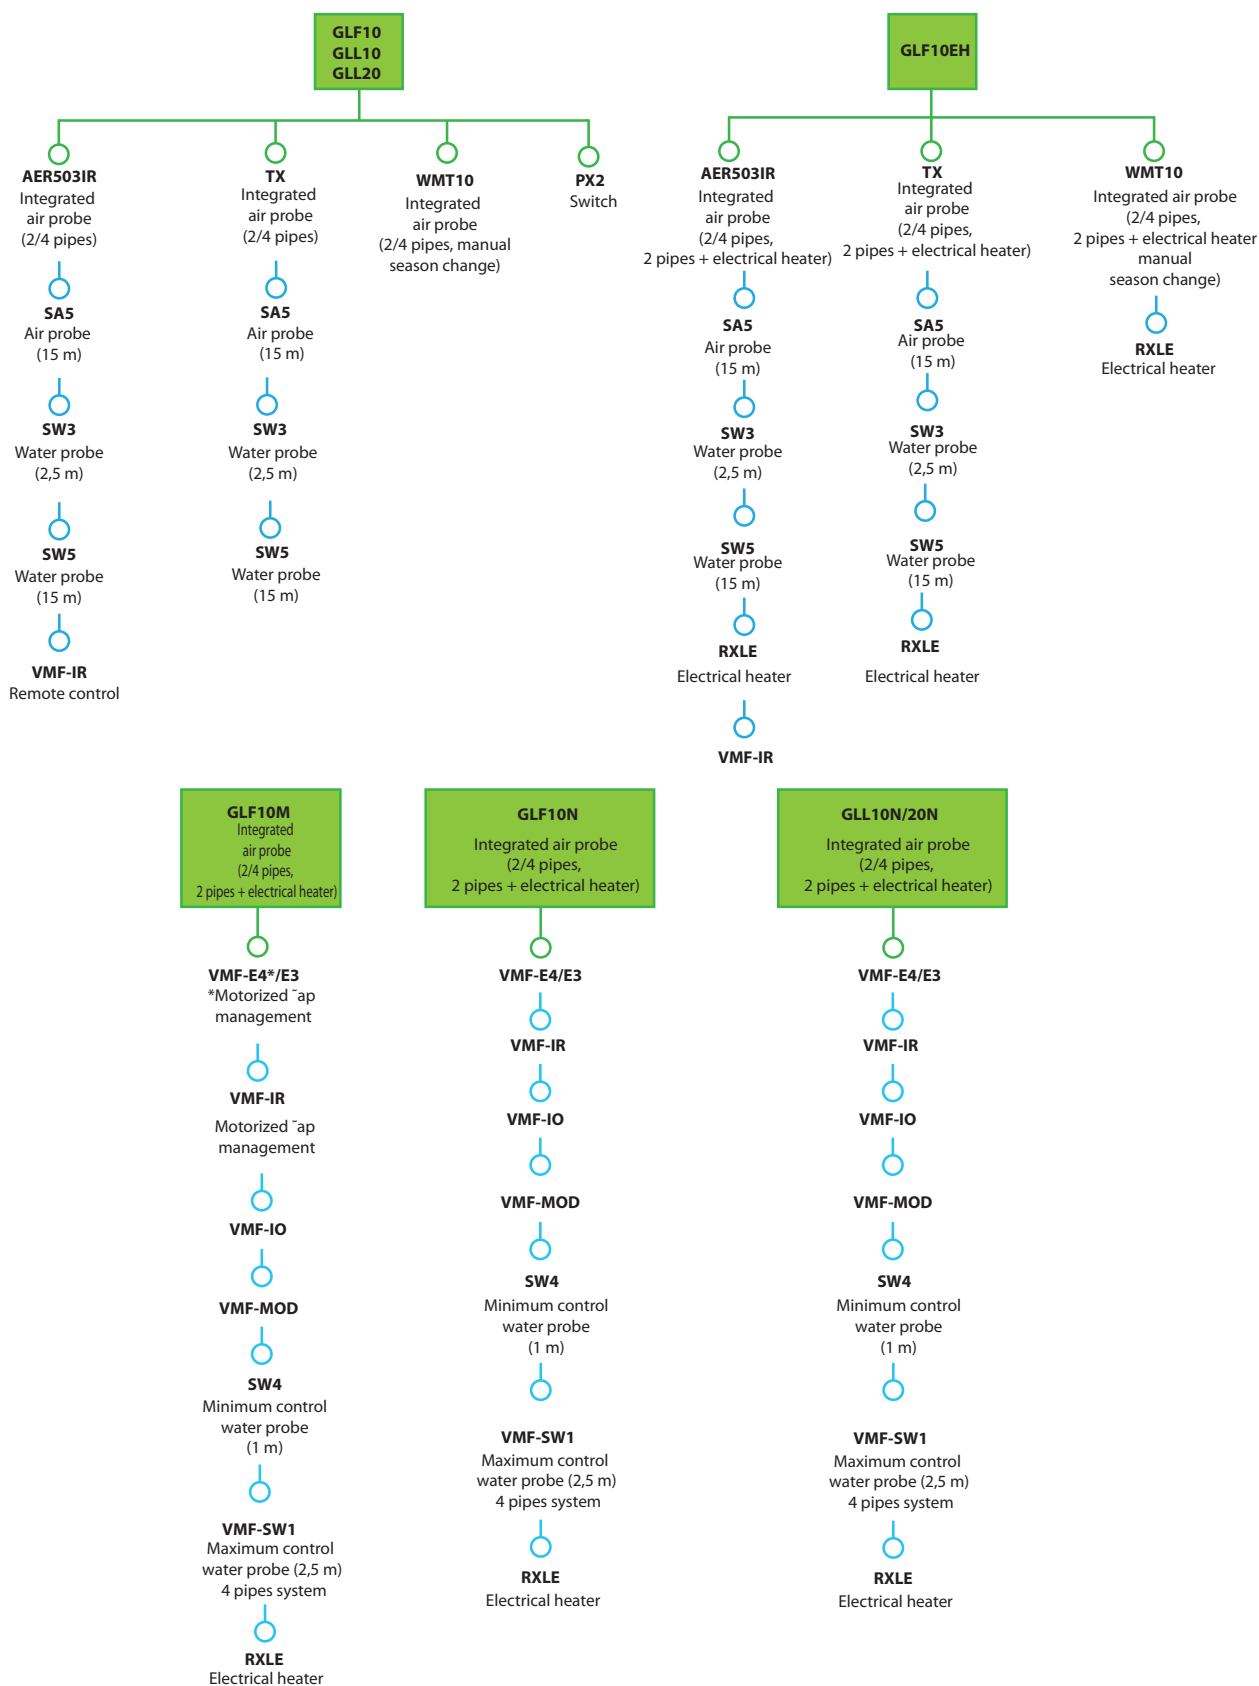 GLF10
GLL10
GLL20
AER503IR
Integrated
air probe
(2/4 pipes)
SA5
Air probe
(15 m)
SW3
Water probe
(2,5 m)
SW5
Water probe
(15 m)
VMF-IR
Remote control
TX
Integrated
air probe
(2/4 pipes)
SA5
Air probe
(15 m)
SW3
Water probe
(2,5 m)
SW5
Water probe
(15 m)
WMT10
Integrated
air probe
(2/4 pipes, manual
season change)
PX2
Switch
GLF10EH
AER503IR
Integrated
air probe
(2/4 pipes,
2 pipes + electrical heater)
SA5
Air probe
(15 m)
SW3
Water probe
(2,5 m)
SW5
Water probe
(15 m)
RXLE
Electrical heater
VMF-IR
TX
Integrated
air probe
(2/4 pipes,
2 pipes + electrical heater)
SA5
Air probe
(15 m)
SW3
Water probe
(2,5 m)
SW5
Water probe
(15 m)
RXLE
Electrical heater
WMT10
Integrated air probe
(2/4 pipes,
2 pipes + electrical heater
manual
season change)
RXLE
Electrical heater
GLF10M
Integrated
air probe
(2/4 pipes,
2 pipes + electrical heater)
VMF-E4*/E3
*Motorized ˜ap
management
VMF-IR
Motorized ˜ap
management
VMF-IO
VMF-MOD
SW4
Minimum control
water probe
(1 m)
VMF-SW1
Maximum control
water probe (2,5 m)
4 pipes system
RXLE
Electrical heater
GLF10N
Integrated air probe
(2/4 pipes,
2 pipes + electrical heater)
VMF-E4/E3
VMF-IR
VMF-IO
VMF-MOD
SW4
Minimum control
water probe
(1 m)
VMF-SW1
Maximum control
water probe (2,5 m)
4 pipes system
RXLE
Electrical heater
GLL10N/20N
Integrated air probe
(2/4 pipes,
2 pipes + electrical heater)
VMF-E4/E3
VMF-IR
VMF-IO
VMF-MOD
SW4
Minimum control
water probe
(1 m)
VMF-SW1
Maximum control
water probe (2,5 m)
4 pipes system
RXLE
Electrical heater